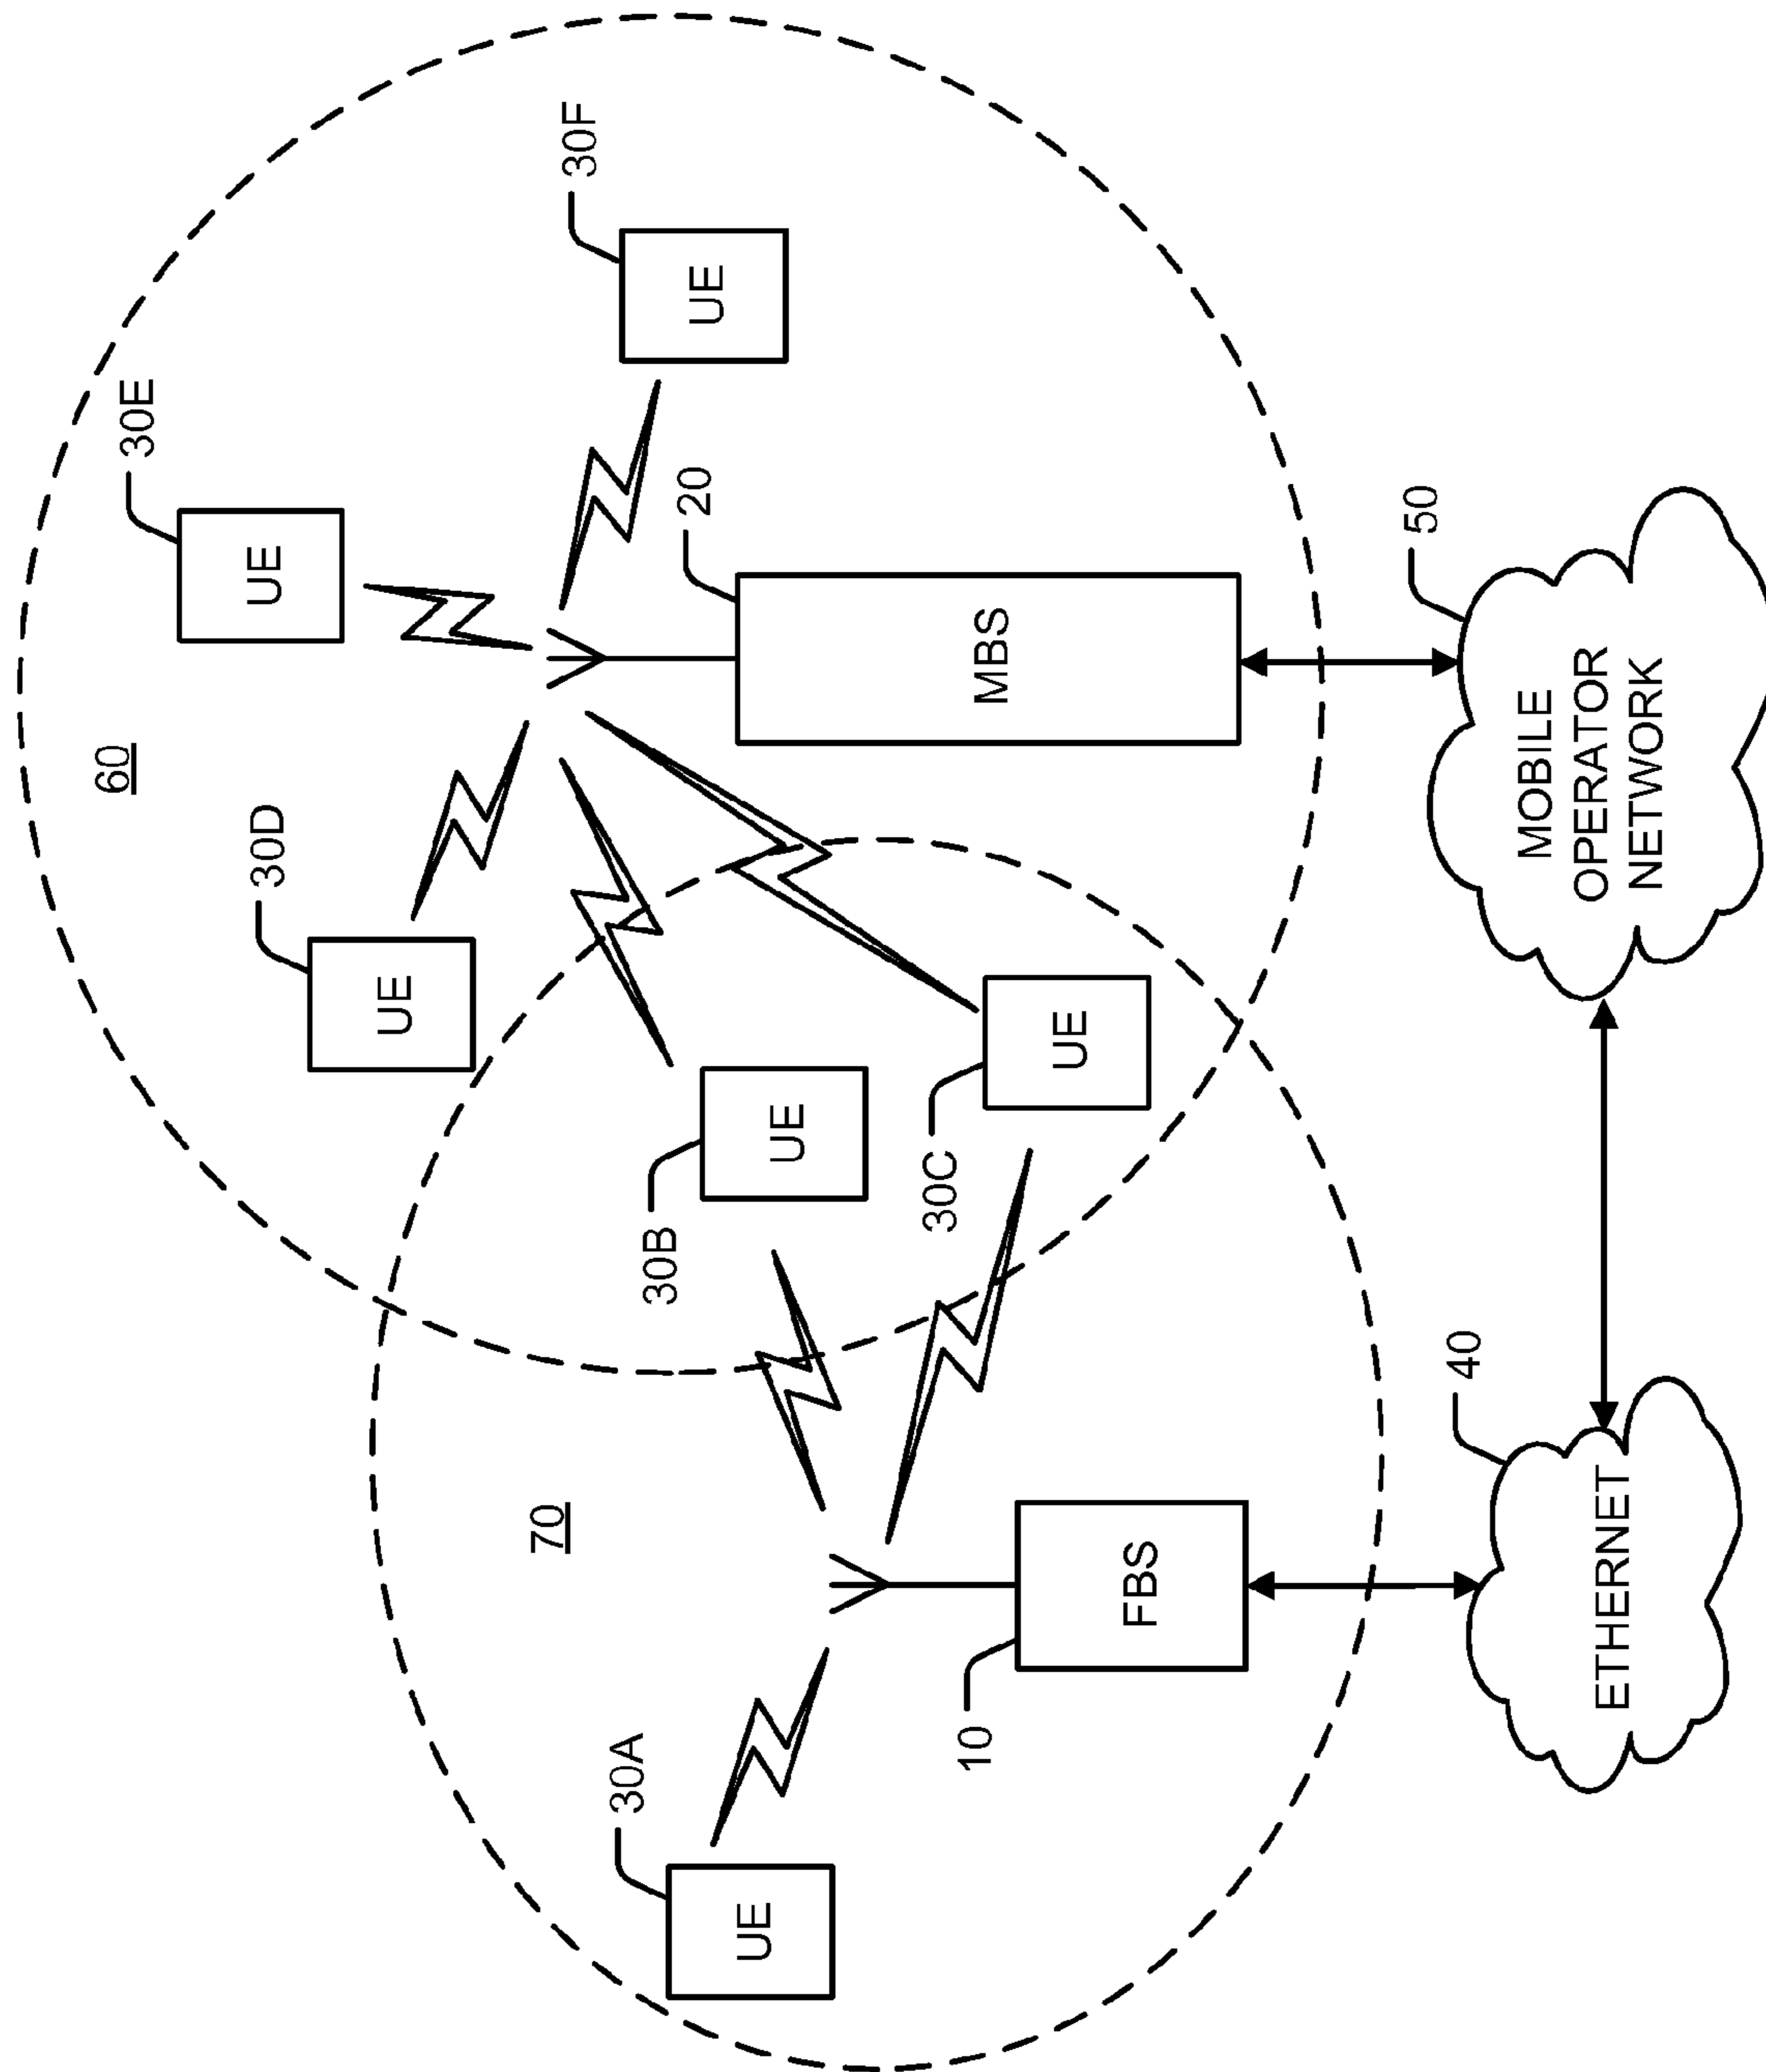 60
30E
30F
UE
UE
30D
UE
20
70
30B
UE
MBS
30A
UE
30C
UE
10
FBS
50
MOBILE
OPERATOR
NETWORK
40
ETHERNET